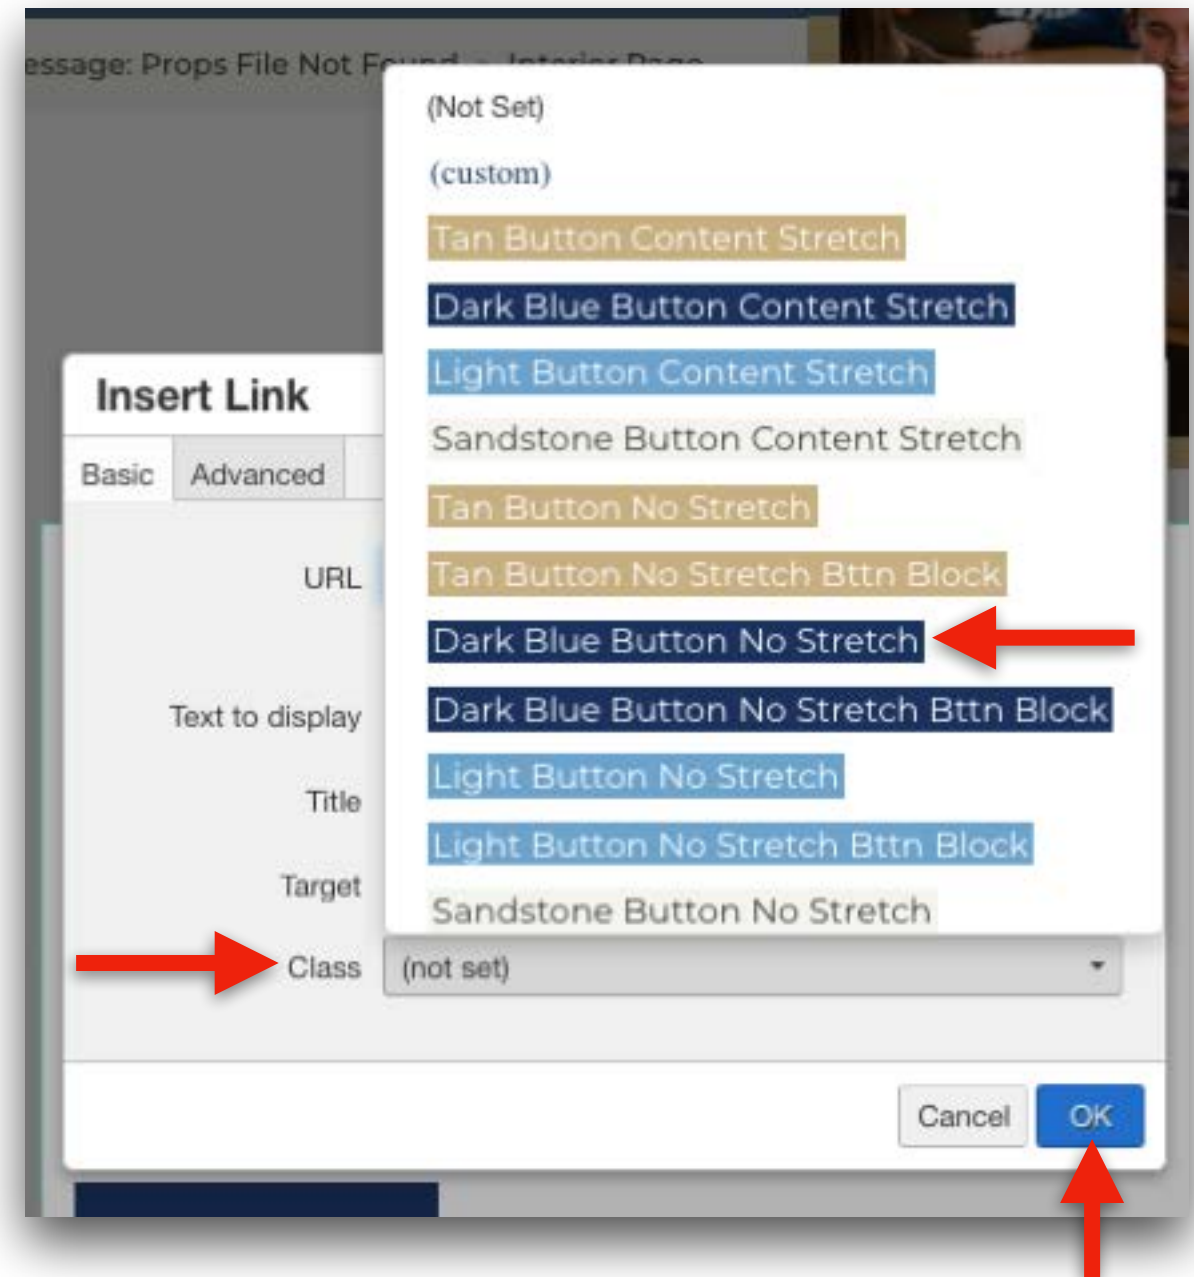 essage: Props File Not Found - Interior Page
(Not Set)
(custom)
Tan Button Content Stretch
Dark Blue Button Content Stretch
Light Button Content Stretch
Sandstone Button Content Stretch
Tan Button No Stretch
Tan Button No Stretch Bttn Block
Dark Blue Button No Stretch
Dark Blue Button No Stretch Bttn Block
Light Button No Stretch
Light Button No Stretch Bttn Block
Sandstone Button No Stretch
Insert Link
Basic Advanced
URL
Text to display
Title
Target
Class (not set)
Cancel OK